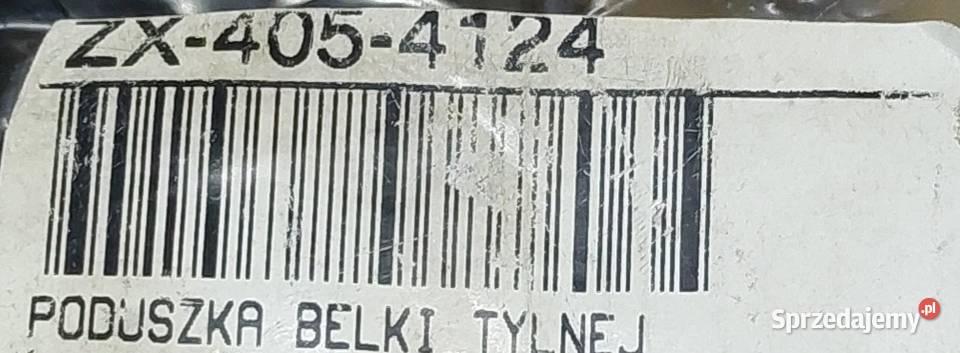 ZX-405-4124
PODUSZKA BELKI TYLNEJ
Sprzedajemy.pl